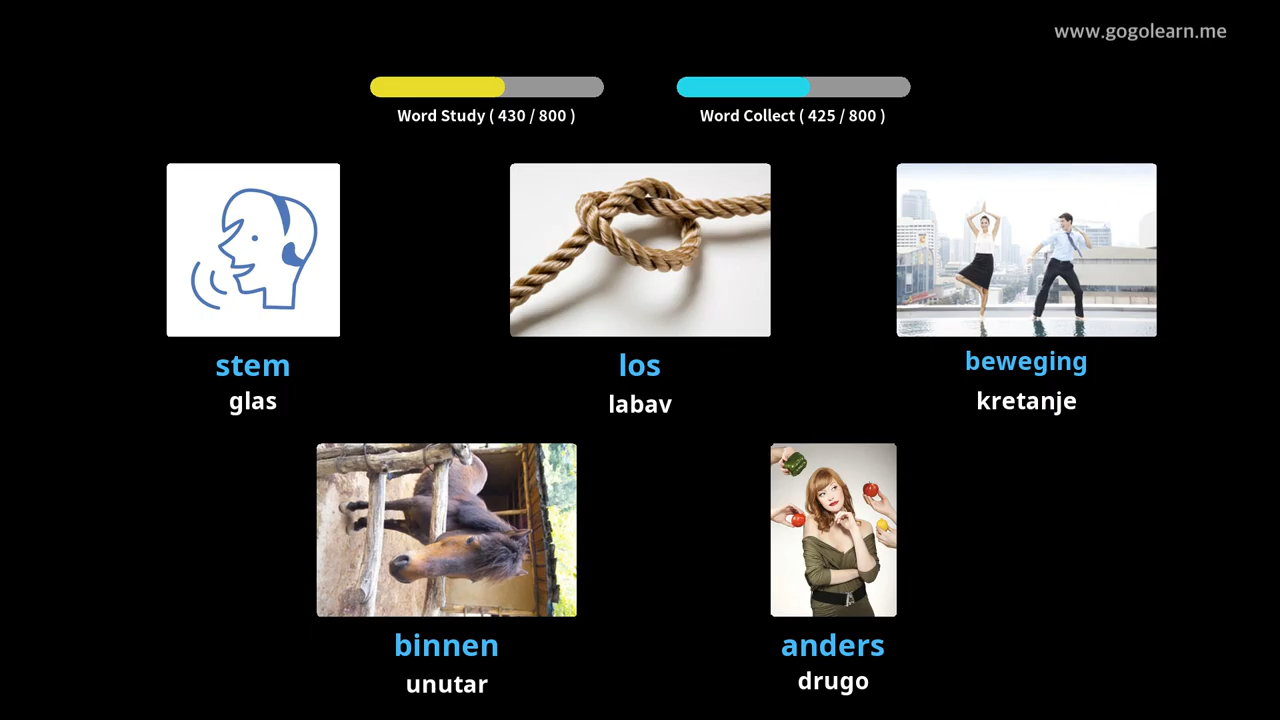 www.gogolearn.me
Word Study ( 430 / 800 )
Word Collect ( 425 / 800 )
stem
glas
los
labav
beweging
kretanje
binnen
unutar
anders
drugo